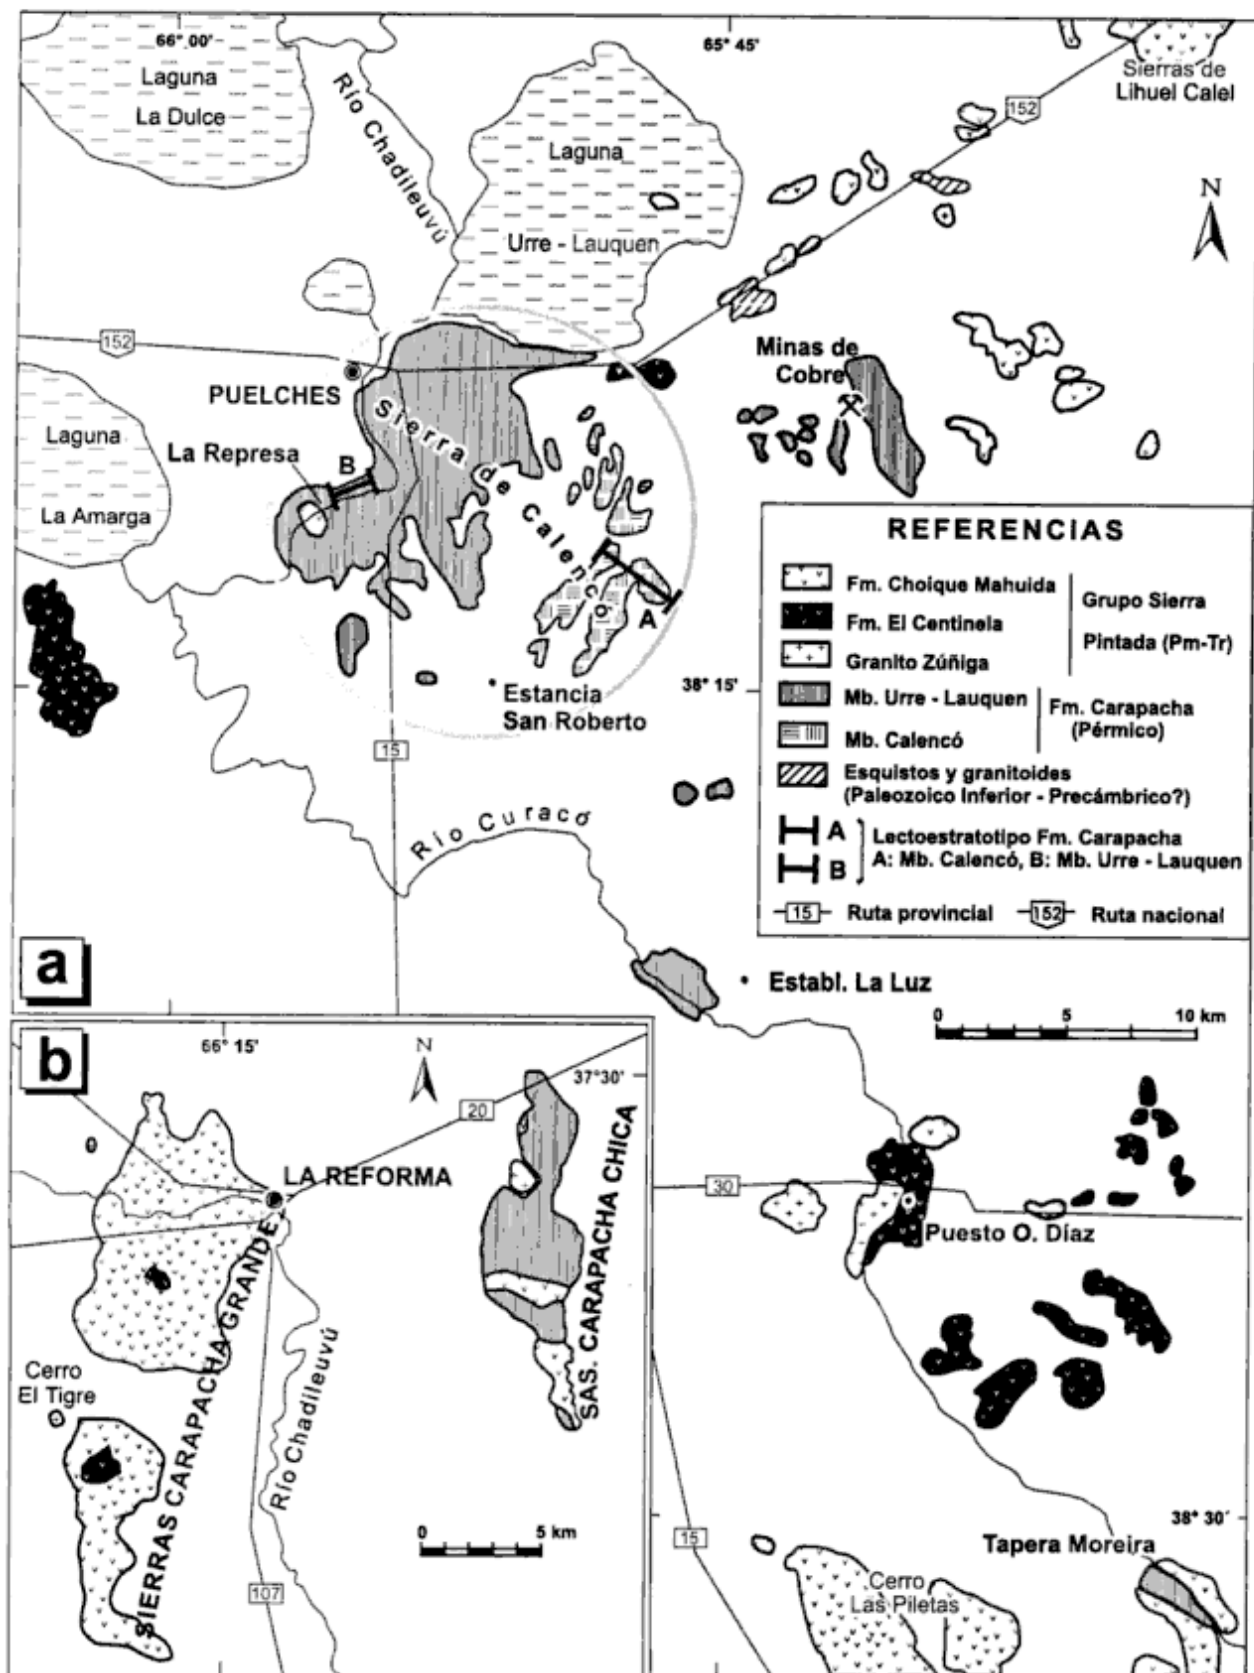 66° 00'
65° 45'
Laguna
La Dulce
Río Chadileuvú
Laguna
Urre - Lauquen
Sierras de
Lihuel Calel
152
N
152
PUELCHES
Minas de
Cobre
Sierra de Calencó
Laguna
La Amarga
La Represa
B
A
Estancia
San Roberto
38° 15'
15
Río Curacó
REFERENCIAS
Fm. Choique Mahuida
Fm. El Centinela
Granito Zúñiga
Grupo Sierra
Pintada (Pm-Tr)
Mb. Urre - Lauquen
Mb. Calencó
Fm. Carapacha
(Pérmico)
Esquistos y granitoides
(Paleozoico Inferior - Precámbrico?)
A
B
Lectoestratotipo Fm. Carapacha
A: Mb. Calencó, B: Mb. Urre - Lauquen
15 Ruta provincial
152 Ruta nacional
a
Establ. La Luz
0 5 10 km
30
Puesto O. Díaz
15
38° 30'
Tapera Moreira
Cerro
Las Piletas
b
66° 15'
N
37°30'
20
LA REFORMA
SAS. CARAPACHA CHICA
SIERRAS CARAPACHA GRANDE
Cerro
El Tigre
Río Chadileuvú
0 5 km
107